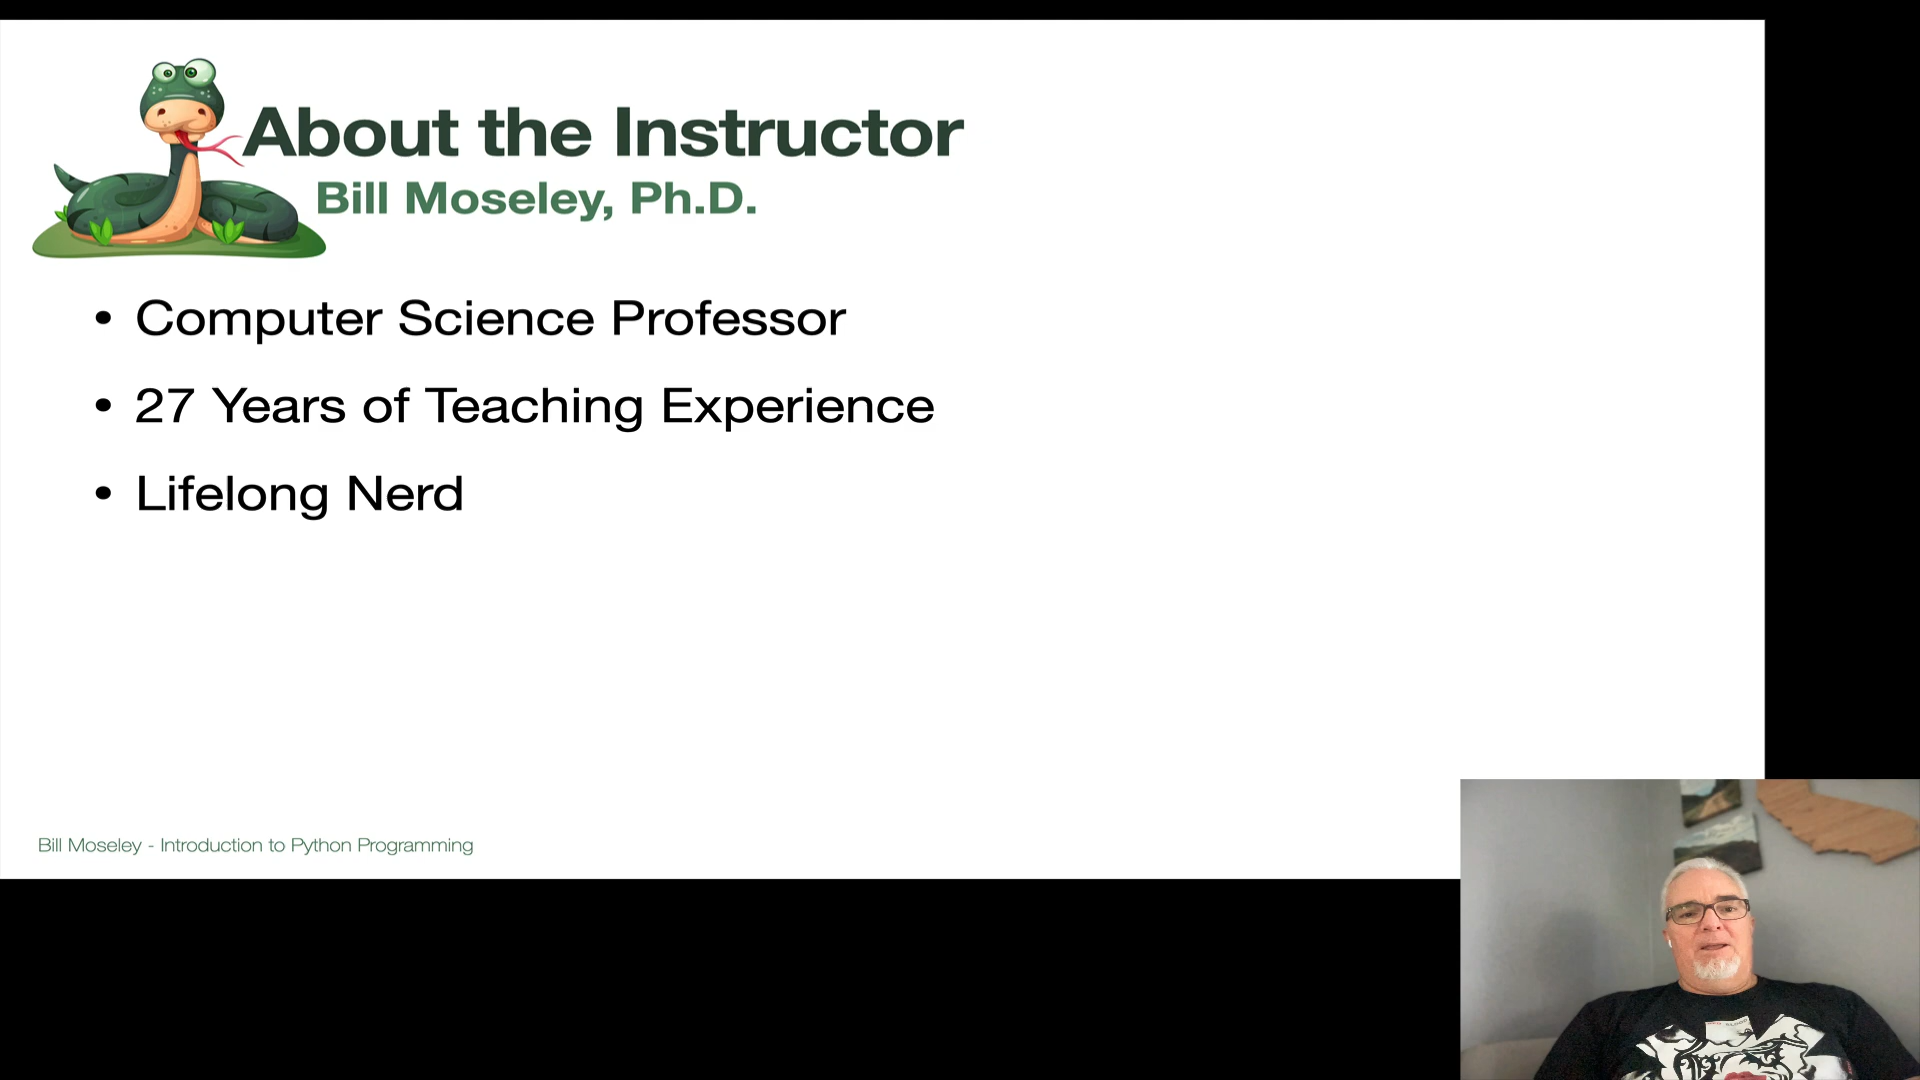 About the Instructor
Bill Moseley, Ph.D.
• Computer Science Professor
• 27 Years of Teaching Experience
• Lifelong Nerd
Bill Moseley - Introduction to Python Programming